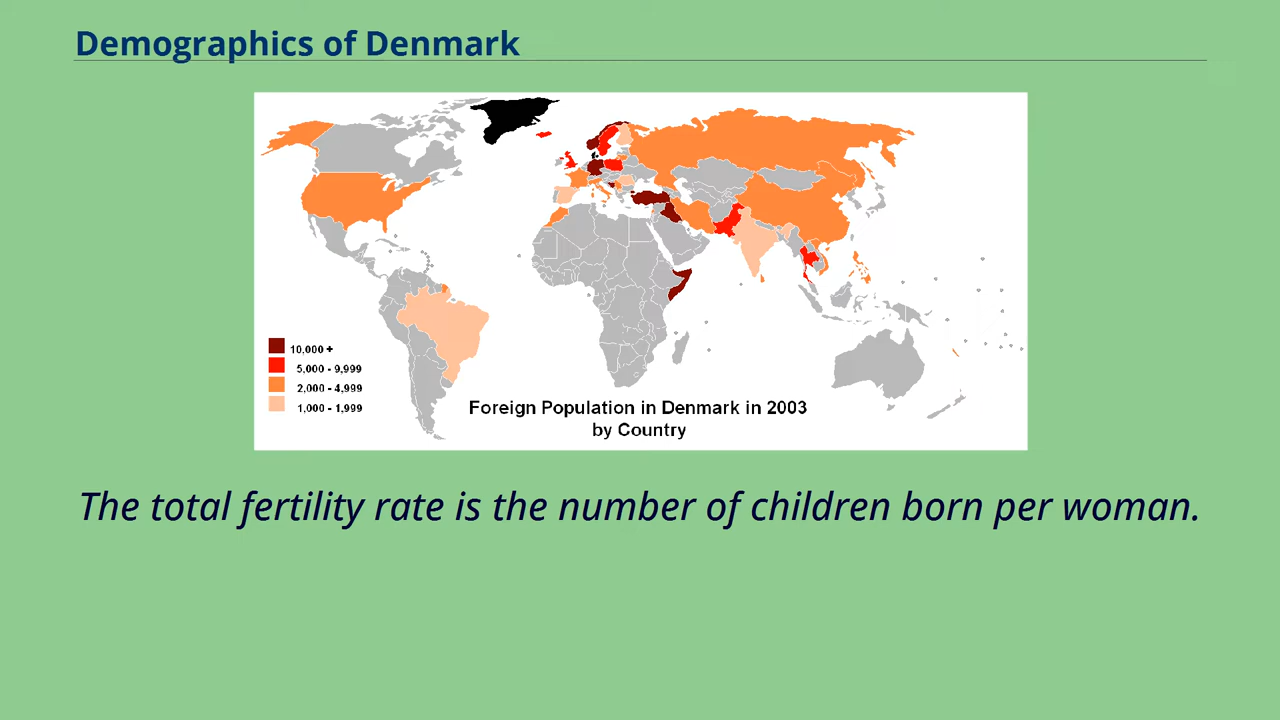 Demographics of Denmark
10,000 +
5,000 - 9,999
2,000 - 4,999
1,000 - 1,999
Foreign Population in Denmark in 2003
by Country
The total fertility rate is the number of children born per woman.